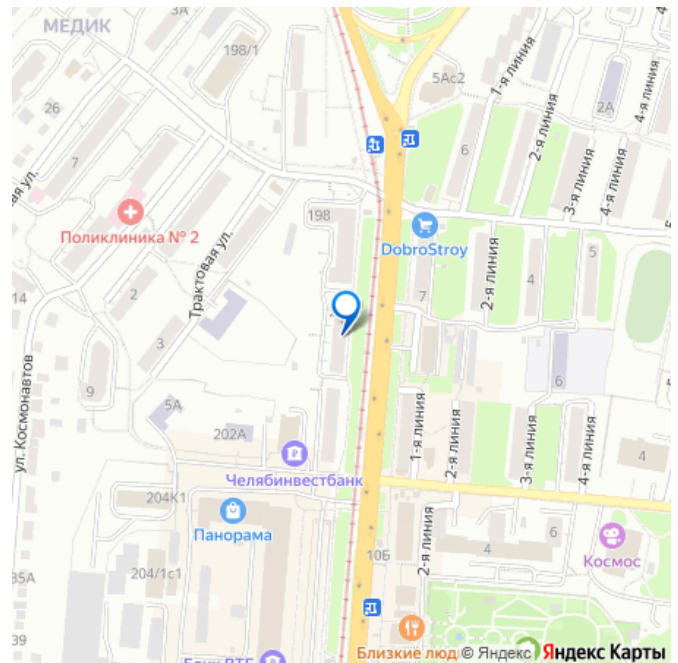 МЕДИК
3А
198/1
5Ас2
1-я линия
2А
4-я линия
26
2-я линия
6
7
3-я линия
4-я линия
ая ул.
198
Поликлиника № 2
DobroStroy
5
Трактовая ул.
2-я линия
4
7
14
2
3
ул. Космонавтов
9
6
5А
1-я линия
202А
2-я линия
3-я линия
4-я линия
4
Челябинвестбанк
204К1
Панорама
2-я линия
10Б
4
6
Космос
35А
204/1с1
39
Близкие люд
© Яндекс
Яндекс Карты
Банк ВТБ